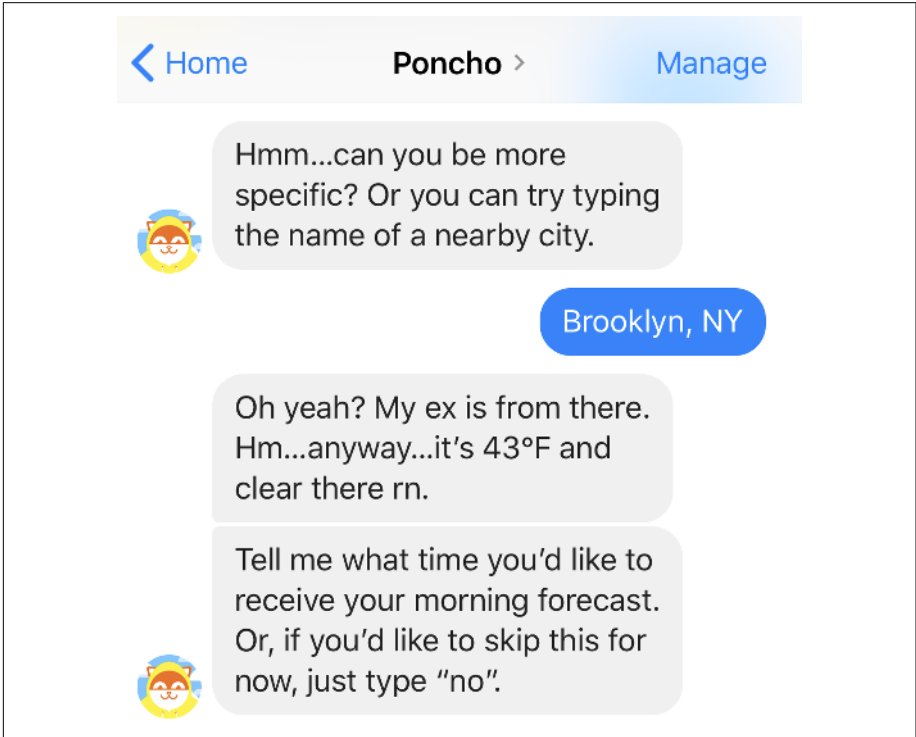 Home Poncho Manage
Hmm...can you be more
specific? Or you can try typing
the name of a nearby city.
Brooklyn, NY
Oh yeah? My ex is from there.
Hm...anyway...it's 43°F and
clear there rn.
Tell me what time you'd like to
receive your morning forecast.
Or, if you'd like to skip this for
now, just type "no".